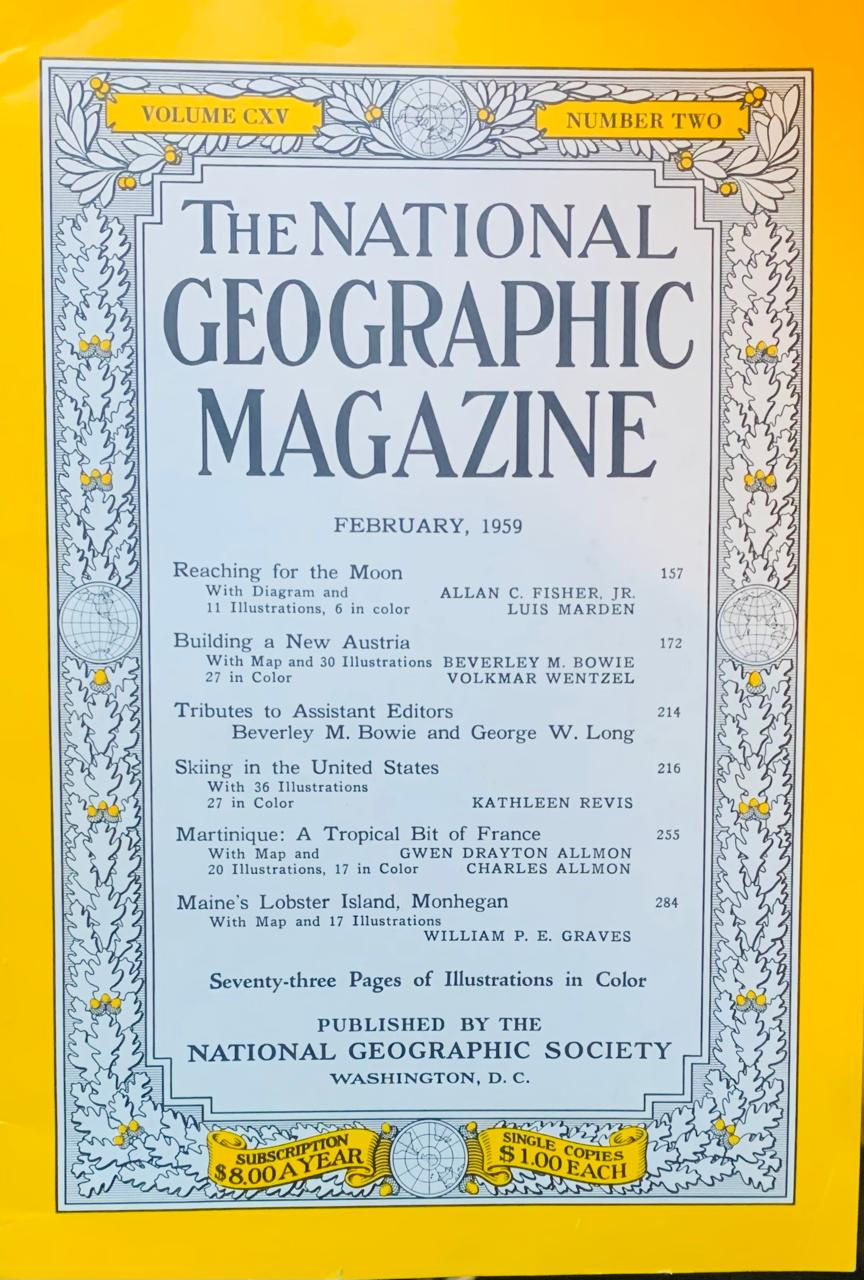 VOLUME CXV
NUMBER TWO
THE NATIONAL
GEOGRAPHIC
MAGAZINE
FEBRUARY, 1959
Reaching for the Moon 157
With Diagram and ALLAN C. FISHER, JR.
11 Illustrations, 6 in color LUIS MARDEN
Building a New Austria 172
With Map and 30 Illustrations BEVERLEY M. BOWIE
27 in Color VOLKMAR WENTZEL
Tributes to Assistant Editors 214
Beverley M. Bowie and George W. Long
Skiing in the United States 216
With 36 Illustrations
27 in Color KATHLEEN REVIS
Martinique: A Tropical Bit of France 255
With Map and GWEN DRAYTON ALLMON
20 Illustrations, 17 in Color CHARLES ALLMON
Maine's Lobster Island, Monhegan 284
With Map and 17 Illustrations
WILLIAM P. E. GRAVES
Seventy-three Pages of Illustrations in Color
PUBLISHED BY THE
NATIONAL GEOGRAPHIC SOCIETY
WASHINGTON, D. C.
SUBSCRIPTION
$8.00 A YEAR
SINGLE COPIES
$1.00 EACH